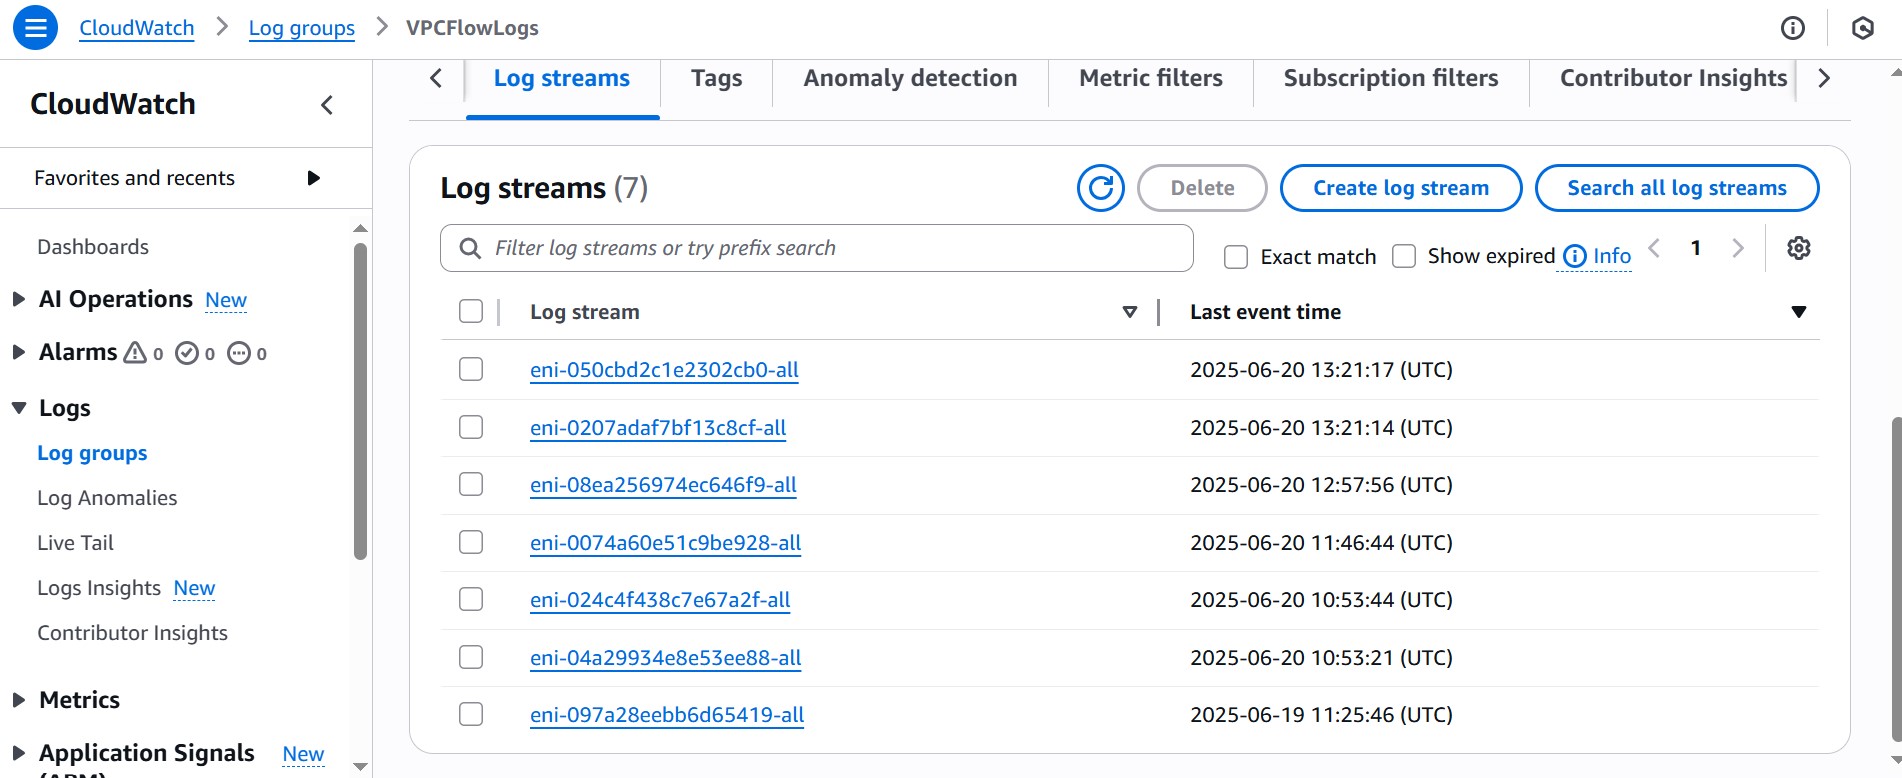 CloudWatch > Log groups > VPCFlowLogs
CloudWatch
Favorites and recents
Dashboards
AI Operations New
Alarms 0 0 0
Logs
Log groups
Log Anomalies
Live Tail
Logs Insights New
Contributor Insights
Metrics
Application Signals New
(APM)
Log streams Tags Anomaly detection Metric filters Subscription filters Contributor Insights
Log streams (7)
Delete Create log stream Search all log streams
Filter log streams or try prefix search Exact match Show expired Info 1
Log stream Last event time
eni-050cbd2c1e2302cb0-all 2025-06-20 13:21:17 (UTC)
eni-0207adaf7bf13c8cf-all 2025-06-20 13:21:14 (UTC)
eni-08ea256974ec646f9-all 2025-06-20 12:57:56 (UTC)
eni-0074a60e51c9be928-all 2025-06-20 11:46:44 (UTC)
eni-024c4f438c7e67a2f-all 2025-06-20 10:53:44 (UTC)
eni-04a29934e8e53ee88-all 2025-06-20 10:53:21 (UTC)
eni-097a28eebb6d65419-all 2025-06-19 11:25:46 (UTC)